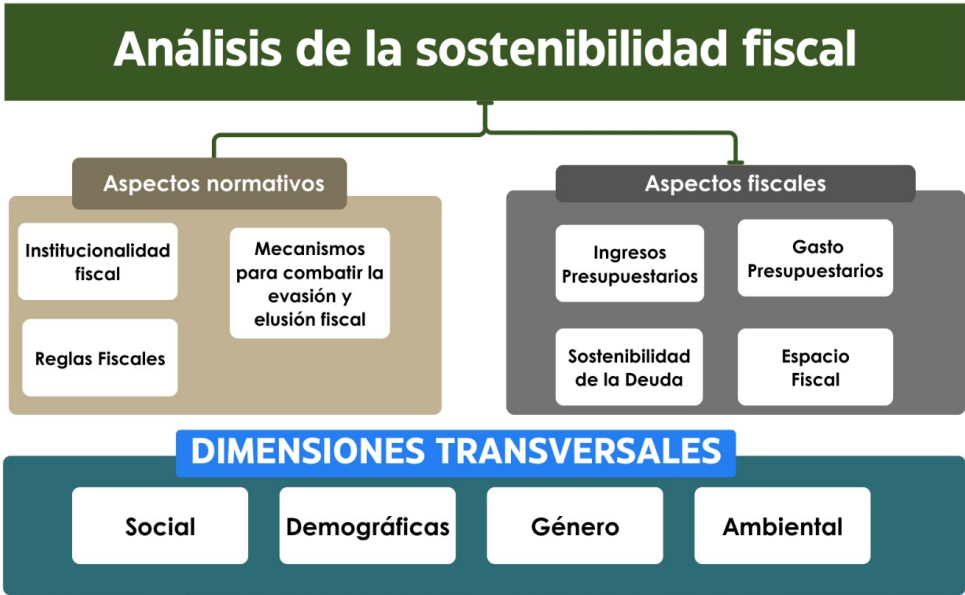 Análisis de la sostenibilidad fiscal
Aspectos normativos
Institucionalidad
fiscal
Mecanismos
para combatir la
evasión y
elusión fiscal
Reglas Fiscales
Aspectos fiscales
Ingresos
Presupuestarios
Gasto
Presupuestarios
Sostenibilidad
de la Deuda
Espacio
Fiscal
DIMENSIONES TRANSVERSALES
Social
Demográficas
Género
Ambiental